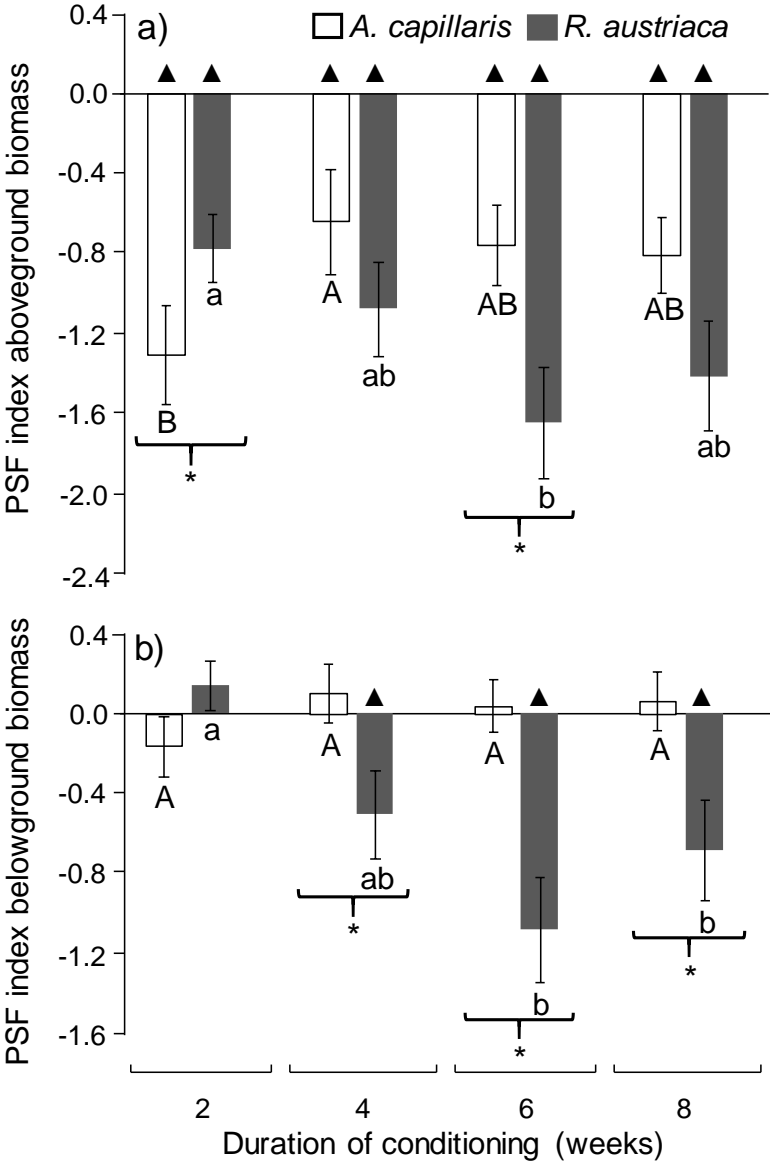 a) A. capillaris R. austriaca
PSF index aboveground biomass
0.4
0.0
-0.4
-0.8
-1.2
-1.6
-2.0
-2.4
▲ ▲ ▲ ▲ ▲ ▲ ▲ ▲
B a A ab AB b AB ab
* *
b)
PSF index belowground biomass
0.4
0.0
-0.4
-0.8
-1.2
-1.6
▲ ▲ ▲
A a A ab A b A b
* * *
2 4 6 8
Duration of conditioning (weeks)